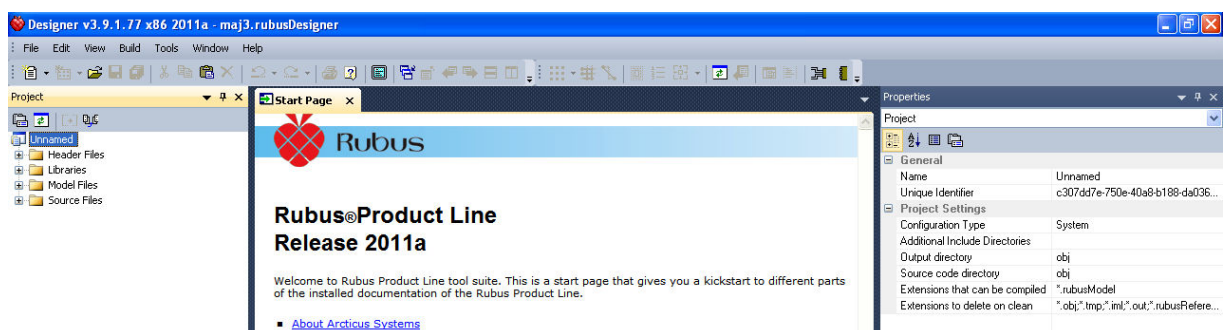 Designer v3.9.1.77 x86 2011a - maj3.rubusDesigner
File Edit View Build Tools Window Help
Project
Start Page
Properties
Unnamed
Header Files
Libraries
Model Files
Source Files
Rubus
Rubus®Product Line
Release 2011a
Welcome to Rubus Product Line tool suite. This is a start page that gives you a kickstart to different parts
of the installed documentation of the Rubus Product Line.
About Arcticus Systems
Project
General
Name Unnamed
Unique Identifier c307dd7e-750e-40a8-b188-da036...
Project Settings
Configuration Type System
Additional Include Directories
Output directory obj
Source code directory obj
Extensions that can be compiled *.rubusModel
Extensions to delete on clean *.obj;*.tmp;*.iml;*.out;*.rubusRefere...